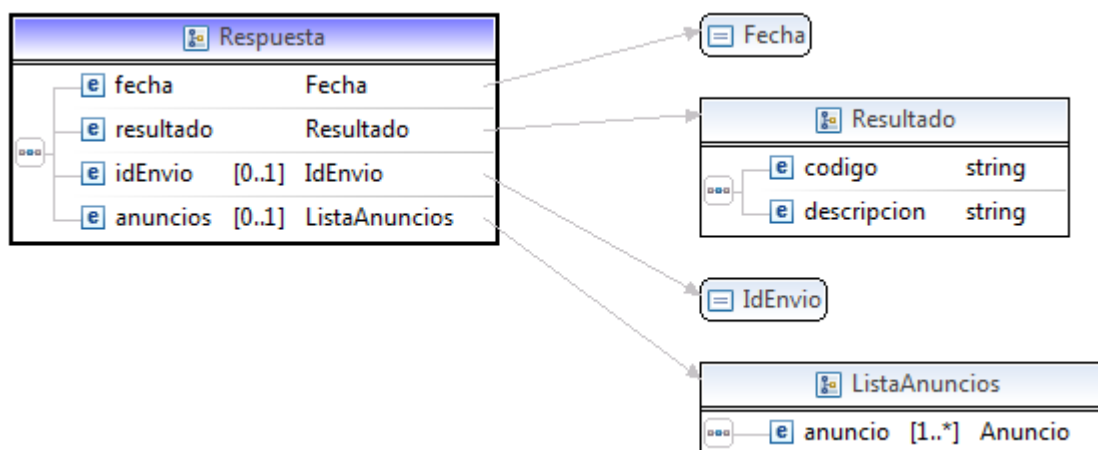 Respuesta
fecha Fecha
resultado Resultado
idEnvio [0..1] IdEnvio
anuncios [0..1] ListaAnuncios
Fecha
Resultado
codigo string
descripcion string
IdEnvio
ListaAnuncios
anuncio [1..*] Anuncio